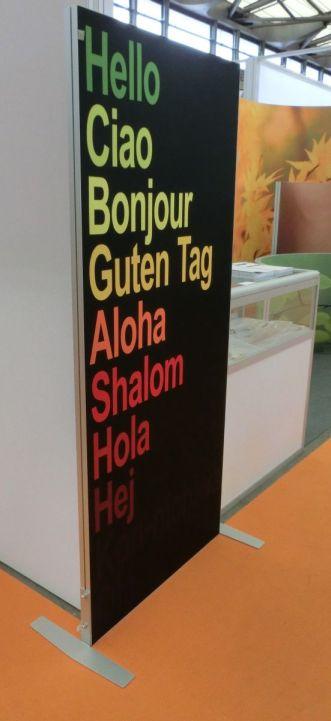 Hello
Ciao
Bonjour
Guten Tag
Aloha
Shalom
Hola
Hej